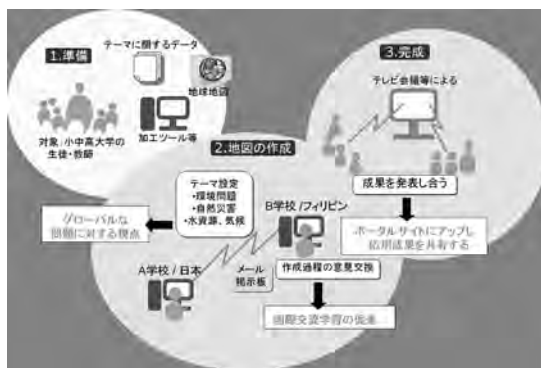 1.準備
テーマに関するデータ
地球地図
対象:小中高大学の
生徒・教師
加工ツール等
2.地図の作成
テーマ設定
・環境問題
・自然災害
・水資源、気候
グローバルな
問題に対する視点
A学校/日本
B学校/フィリピン
メール
掲示板
作成過程の意見交換
国際交流学習の促進
3.完成
テレビ会議等による
成果を発表し合う
ポータルサイトにアップし
応用成果を共有する